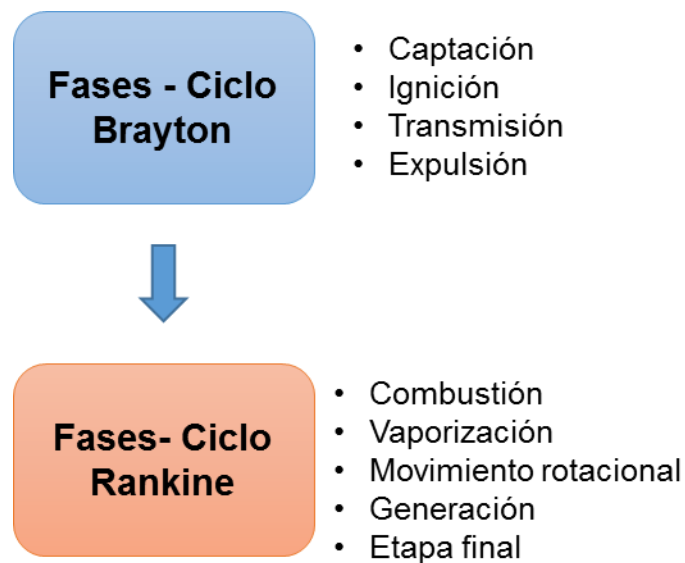 Fases - Ciclo
Brayton
• Captación
• Ignición
• Transmisión
• Expulsión
Fases- Ciclo
Rankine
• Combustión
• Vaporización
• Movimiento rotacional
• Generación
• Etapa final